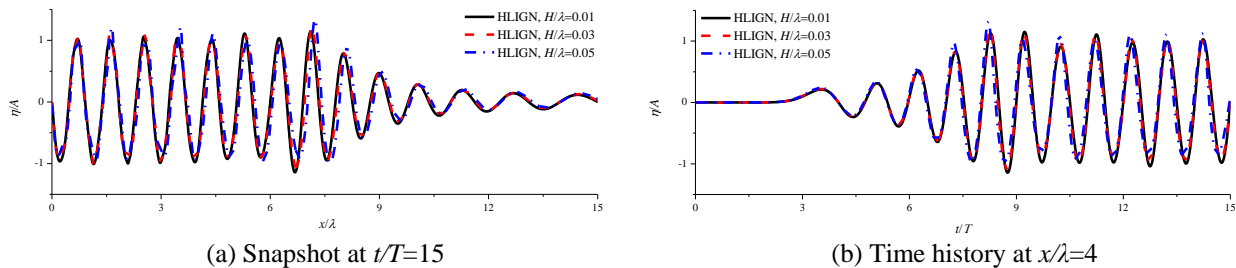 HLIGN, H/λ=0.01
HLIGN, H/λ=0.03
HLIGN, H/λ=0.05
1
0
-1
η/A
0
3
6
9
12
15
x/λ
(a) Snapshot at t/T=15
HLIGN, H/λ=0.01
HLIGN, H/λ=0.03
HLIGN, H/λ=0.05
1
0
-1
η/A
0
3
6
9
12
15
t/T
(b) Time history at x/λ=4